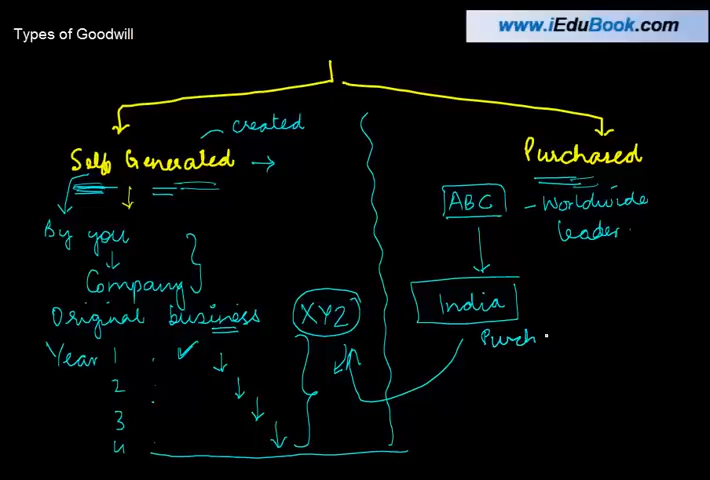 Types of Goodwill
www.iEduBook.com
created
Self Generated
Purchased
By you
Company
Original business
Year 1
2
3
4
XYZ
ABC
- Worldwide
leader.
India
Purch